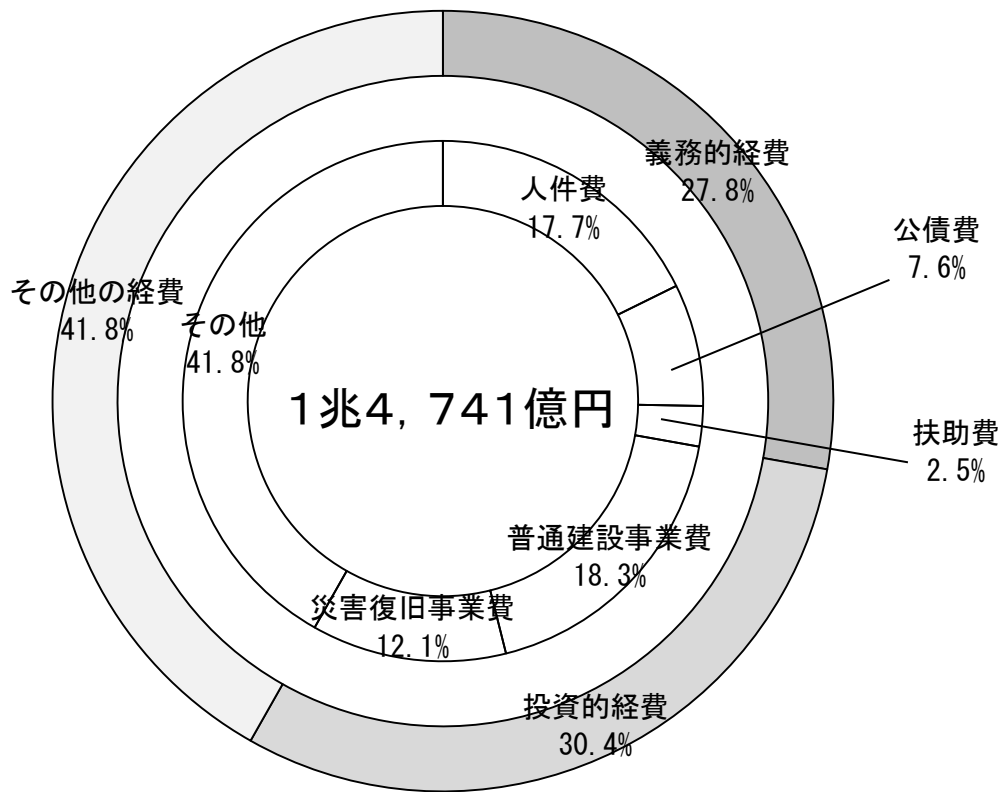 義務的経費
27.8%
人件費
17.7%
公債費
7.6%
その他の経費
41.8%
その他
41.8%
1兆4,741億円
扶助費
2.5%
普通建設事業費
18.3%
災害復旧事業費
12.1%
投資的経費
30.4%